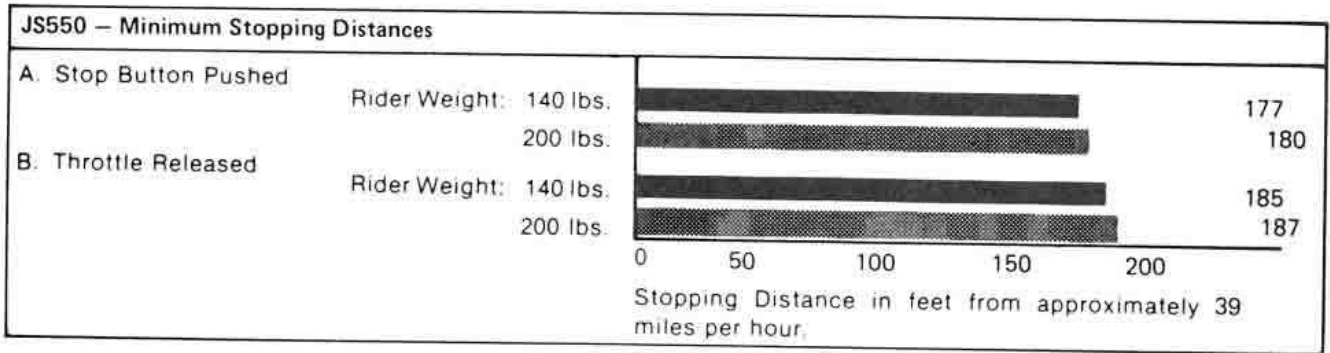 JS550 — Minimum Stopping Distances
A. Stop Button Pushed
Rider Weight: 140 lbs. 177
200 lbs. 180
B. Throttle Released
Rider Weight: 140 lbs. 185
200 lbs. 187
0 50 100 150 200
Stopping Distance in feet from approximately 39
miles per hour.